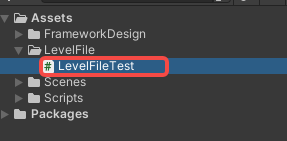 Assets
FrameworkDesign
LevelFile
# LevelFileTest
Scenes
Scripts
Packages